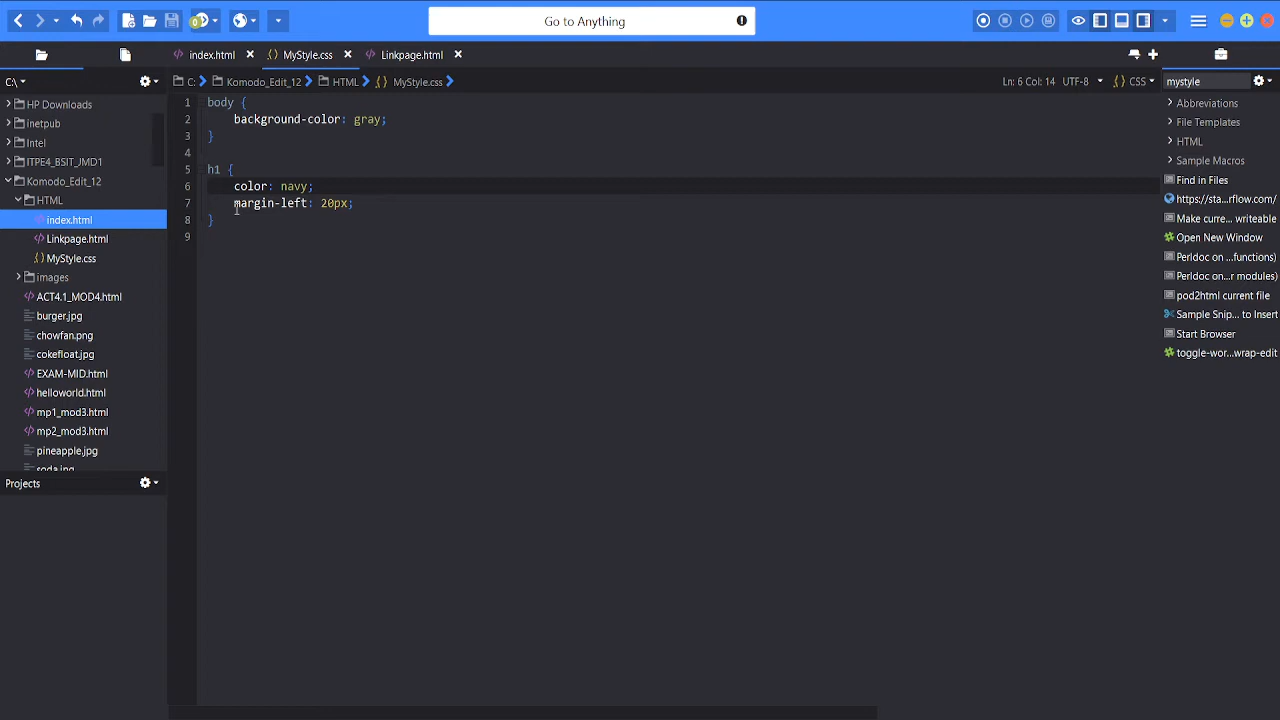 Go to Anything
index.html
MyStyle.css
Linkpage.html
C:\
C: Komodo_Edit_12 HTML MyStyle.css
Ln: 6 Col: 14 UTF-8 CSS
mystyle
HP Downloads
inetpub
Intel
ITPE4_BSIT_JMD1
Komodo_Edit_12
HTML
index.html
Linkpage.html
MyStyle.css
images
ACT4.1_MOD4.html
burger.jpg
chowfan.png
cokefloat.jpg
EXAM-MID.html
helloworld.html
mp1_mod3.html
mp2_mod3.html
pineapple.jpg
soda.jpg
Projects
1 body {
2 background-color: gray;
3 }
4
5 h1 {
6 color: navy;
7 margin-left: 20px;
8 }
9
Abbreviations
File Templates
HTML
Sample Macros
Find in Files
https://sta...rflow.com/
Make curre... writeable
Open New Window
Perldoc on ...functions)
Perldoc on...r modules)
pod2html current file
Sample Snip... to Insert
Start Browser
toggle-wor...wrap-edit